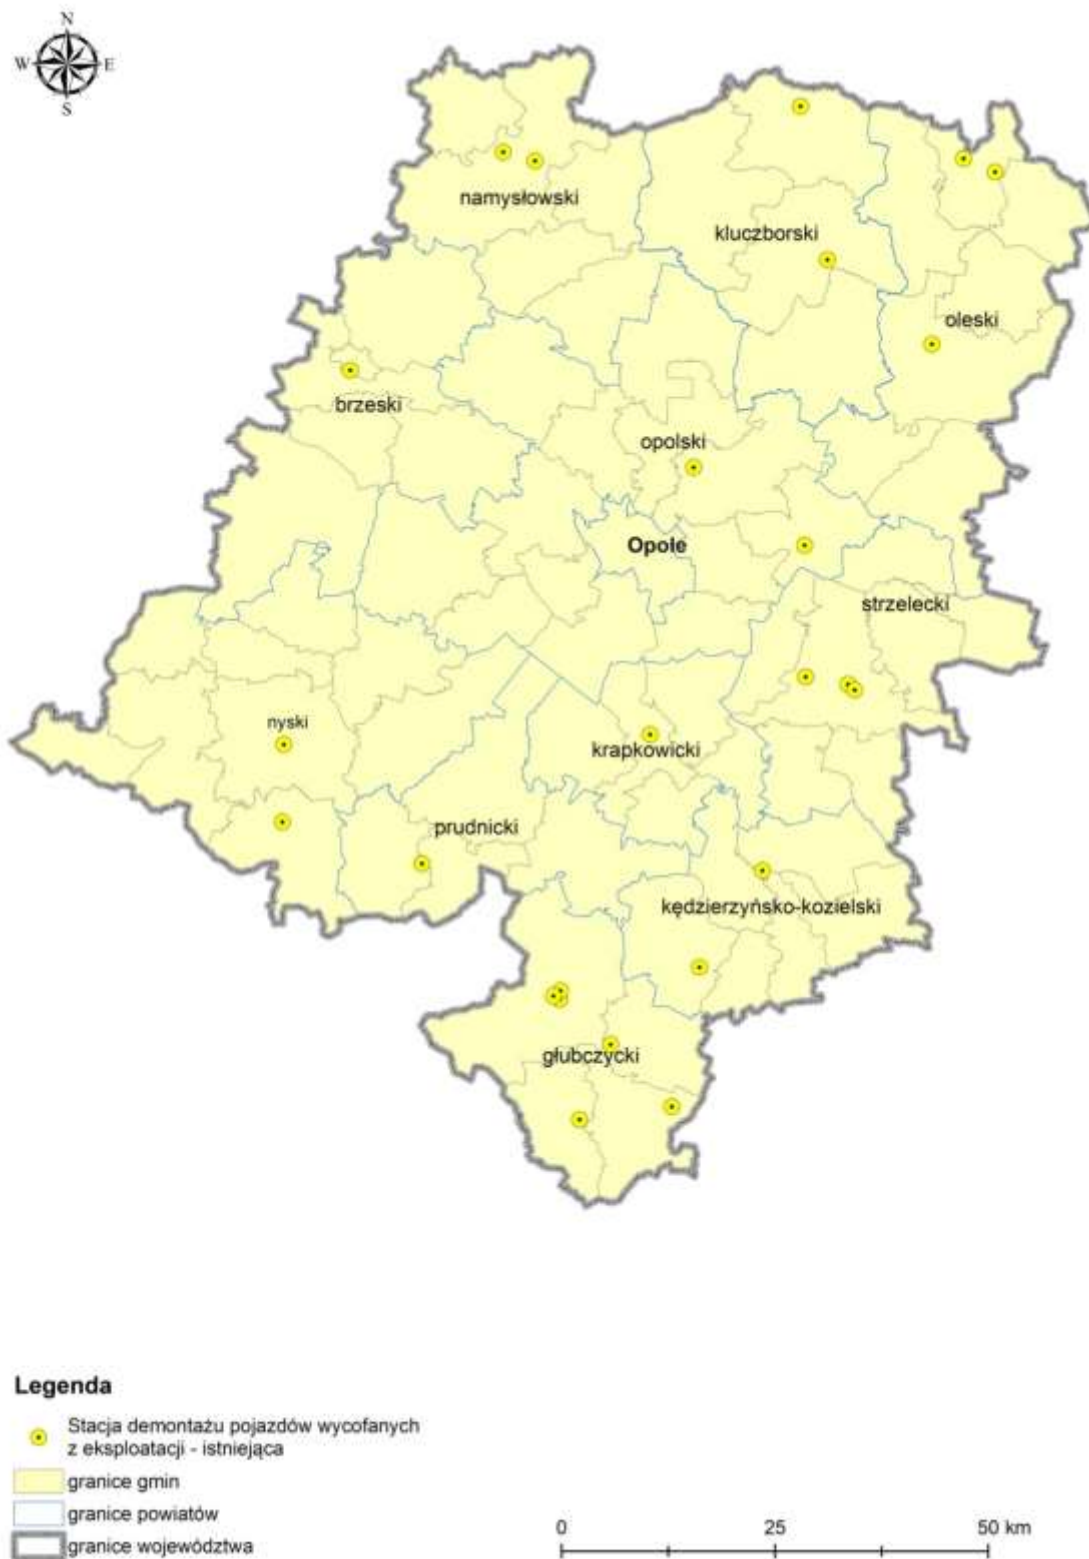 N
W E
S
namysłowski
kluczborski
oleski
brzeski
opolski
Opole
strzelecki
nyski
krapkowicki
prudnicki
kędzierzyńsko-kozielski
głubczycki
Legenda
Stacja demontażu pojazdów wycofanych
z eksploatacji - istniejąca
granice gmin
granice powiatów
granice województwa
0 25 50 km